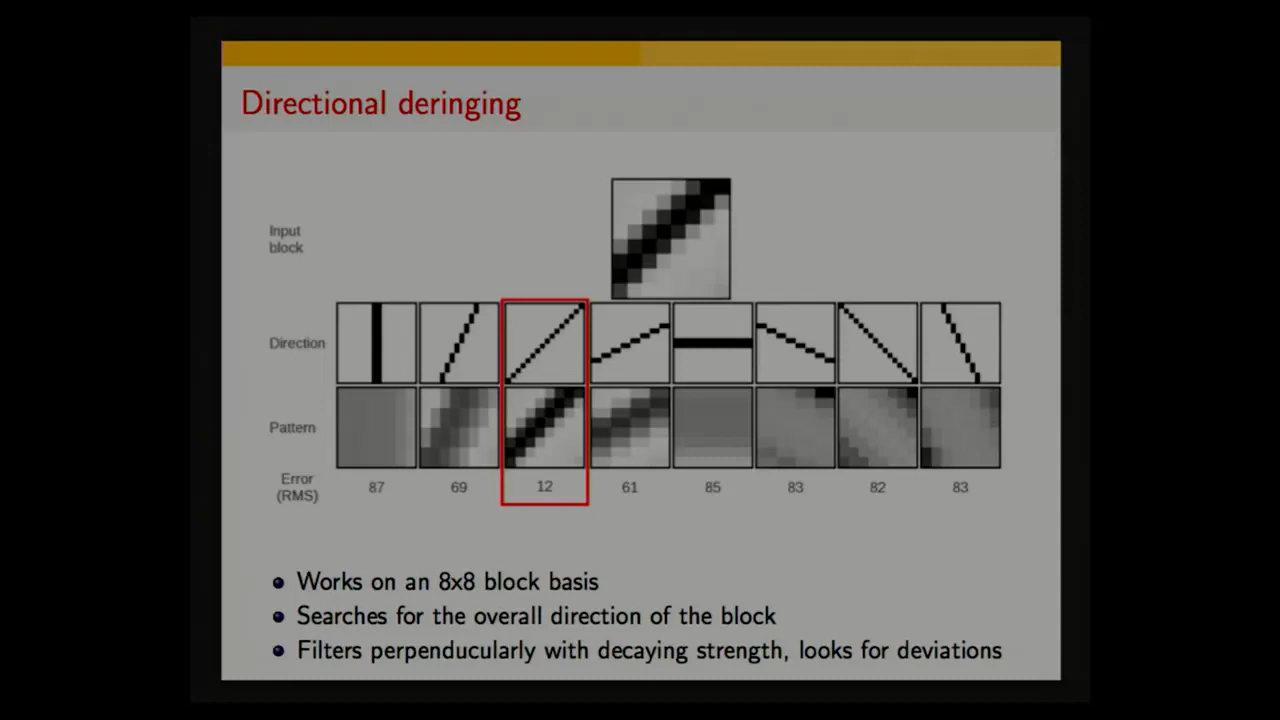 Directional deringing
Input
block
Direction
Pattern
Error
(RMS)
87 69 12 61 85 83 82 83
Works on an 8x8 block basis
Searches for the overall direction of the block
Filters perpenducularly with decaying strength, looks for deviations